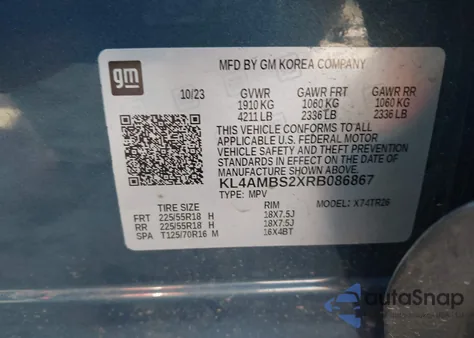 gm
MFD BY GM KOREA COMPANY
10/23 GVWR GAWR FRT GAWR RR
1910 KG 1060 KG 1060 KG
4211 LB 2336 LB 2336 LB
THIS VEHICLE CONFORMS TO ALL
APPLICABLE U.S. FEDERAL MOTOR
VEHICLE SAFETY AND THEFT PREVENTION
STANDARDS IN EFFECT ON THE DATE OF
MANUFACTURE SHOWN ABOVE.
KL4AMBS2XRB086867
TYPE: MPV MODEL: X74TR26
TIRE SIZE RIM
FRT 225/55R18 H 18X7.5J
RR 225/55R18 H 18X7.5J
SPA T125/70R16 M 16X4BT
autaSnap